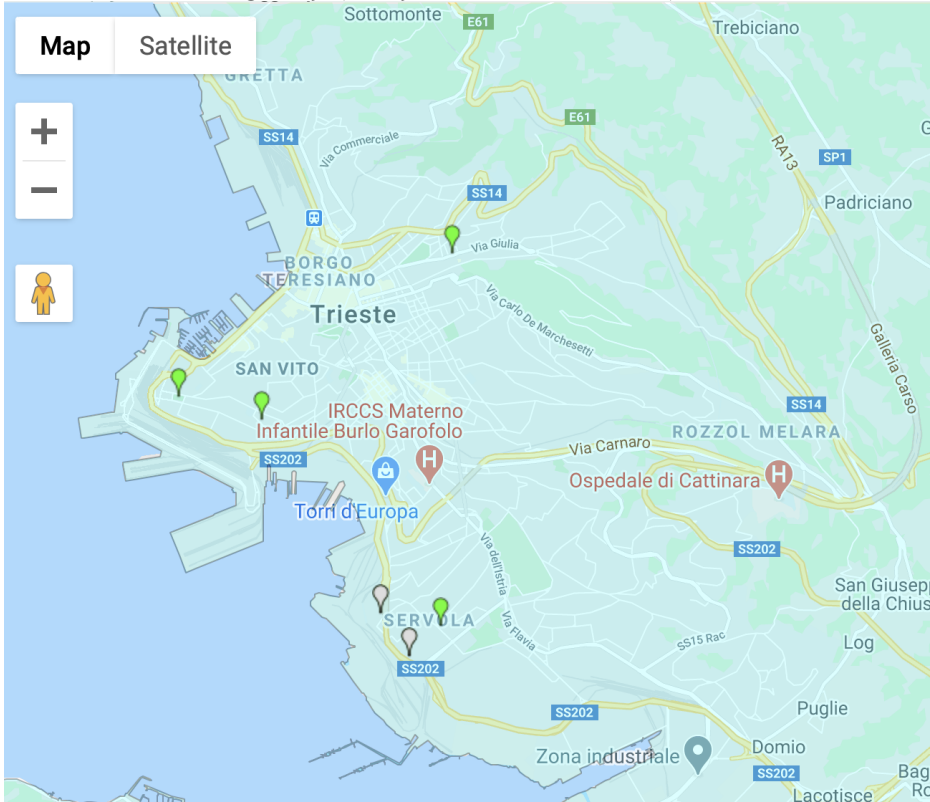 Sottomonte
E61
Trebiciano
Map
Satellite
GRETTA
E61
SS14
Via Commerciale
RA13
SP1
SS14
Padriciano
Via Giulia
BORGO
TERESIANO
Via Carlo De Marchesetti
Trieste
Galleria Carso
SAN VITO
SS14
IRCCS Materno
Infantile Burlo Garofolo
ROZZOL MELARA
Via Carnaro
SS202
H
H
Ospedale di Cattinara
Torri d'Europa
SS202
Via dell'Istria
San Giusepp
della Chius
SERVOLA
Via Flavia
SS15 Rac
Log
SS202
Puglie
SS202
Domio
Zona industriale
SS202
Bag
Lacotisce
Ro